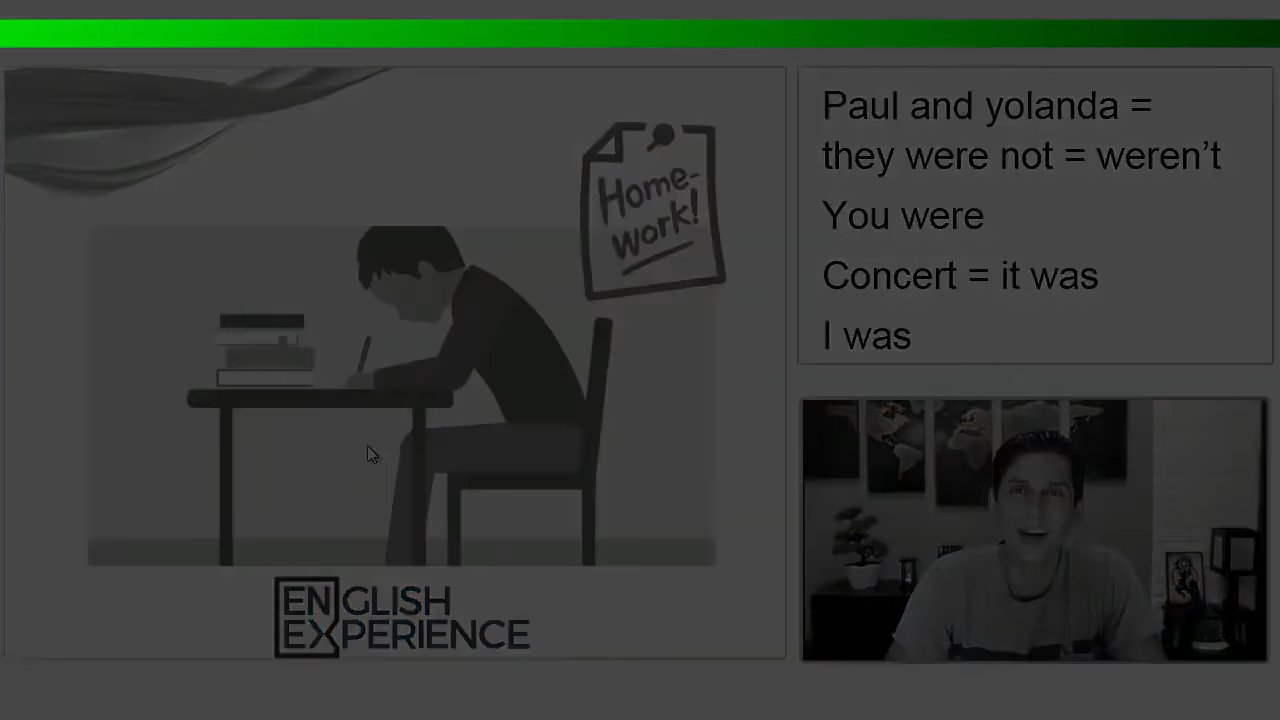 Home-
work!
ENGLISH
EXPERIENCE
Paul and yolanda =
they were not = weren’t
You were
Concert = it was
I was